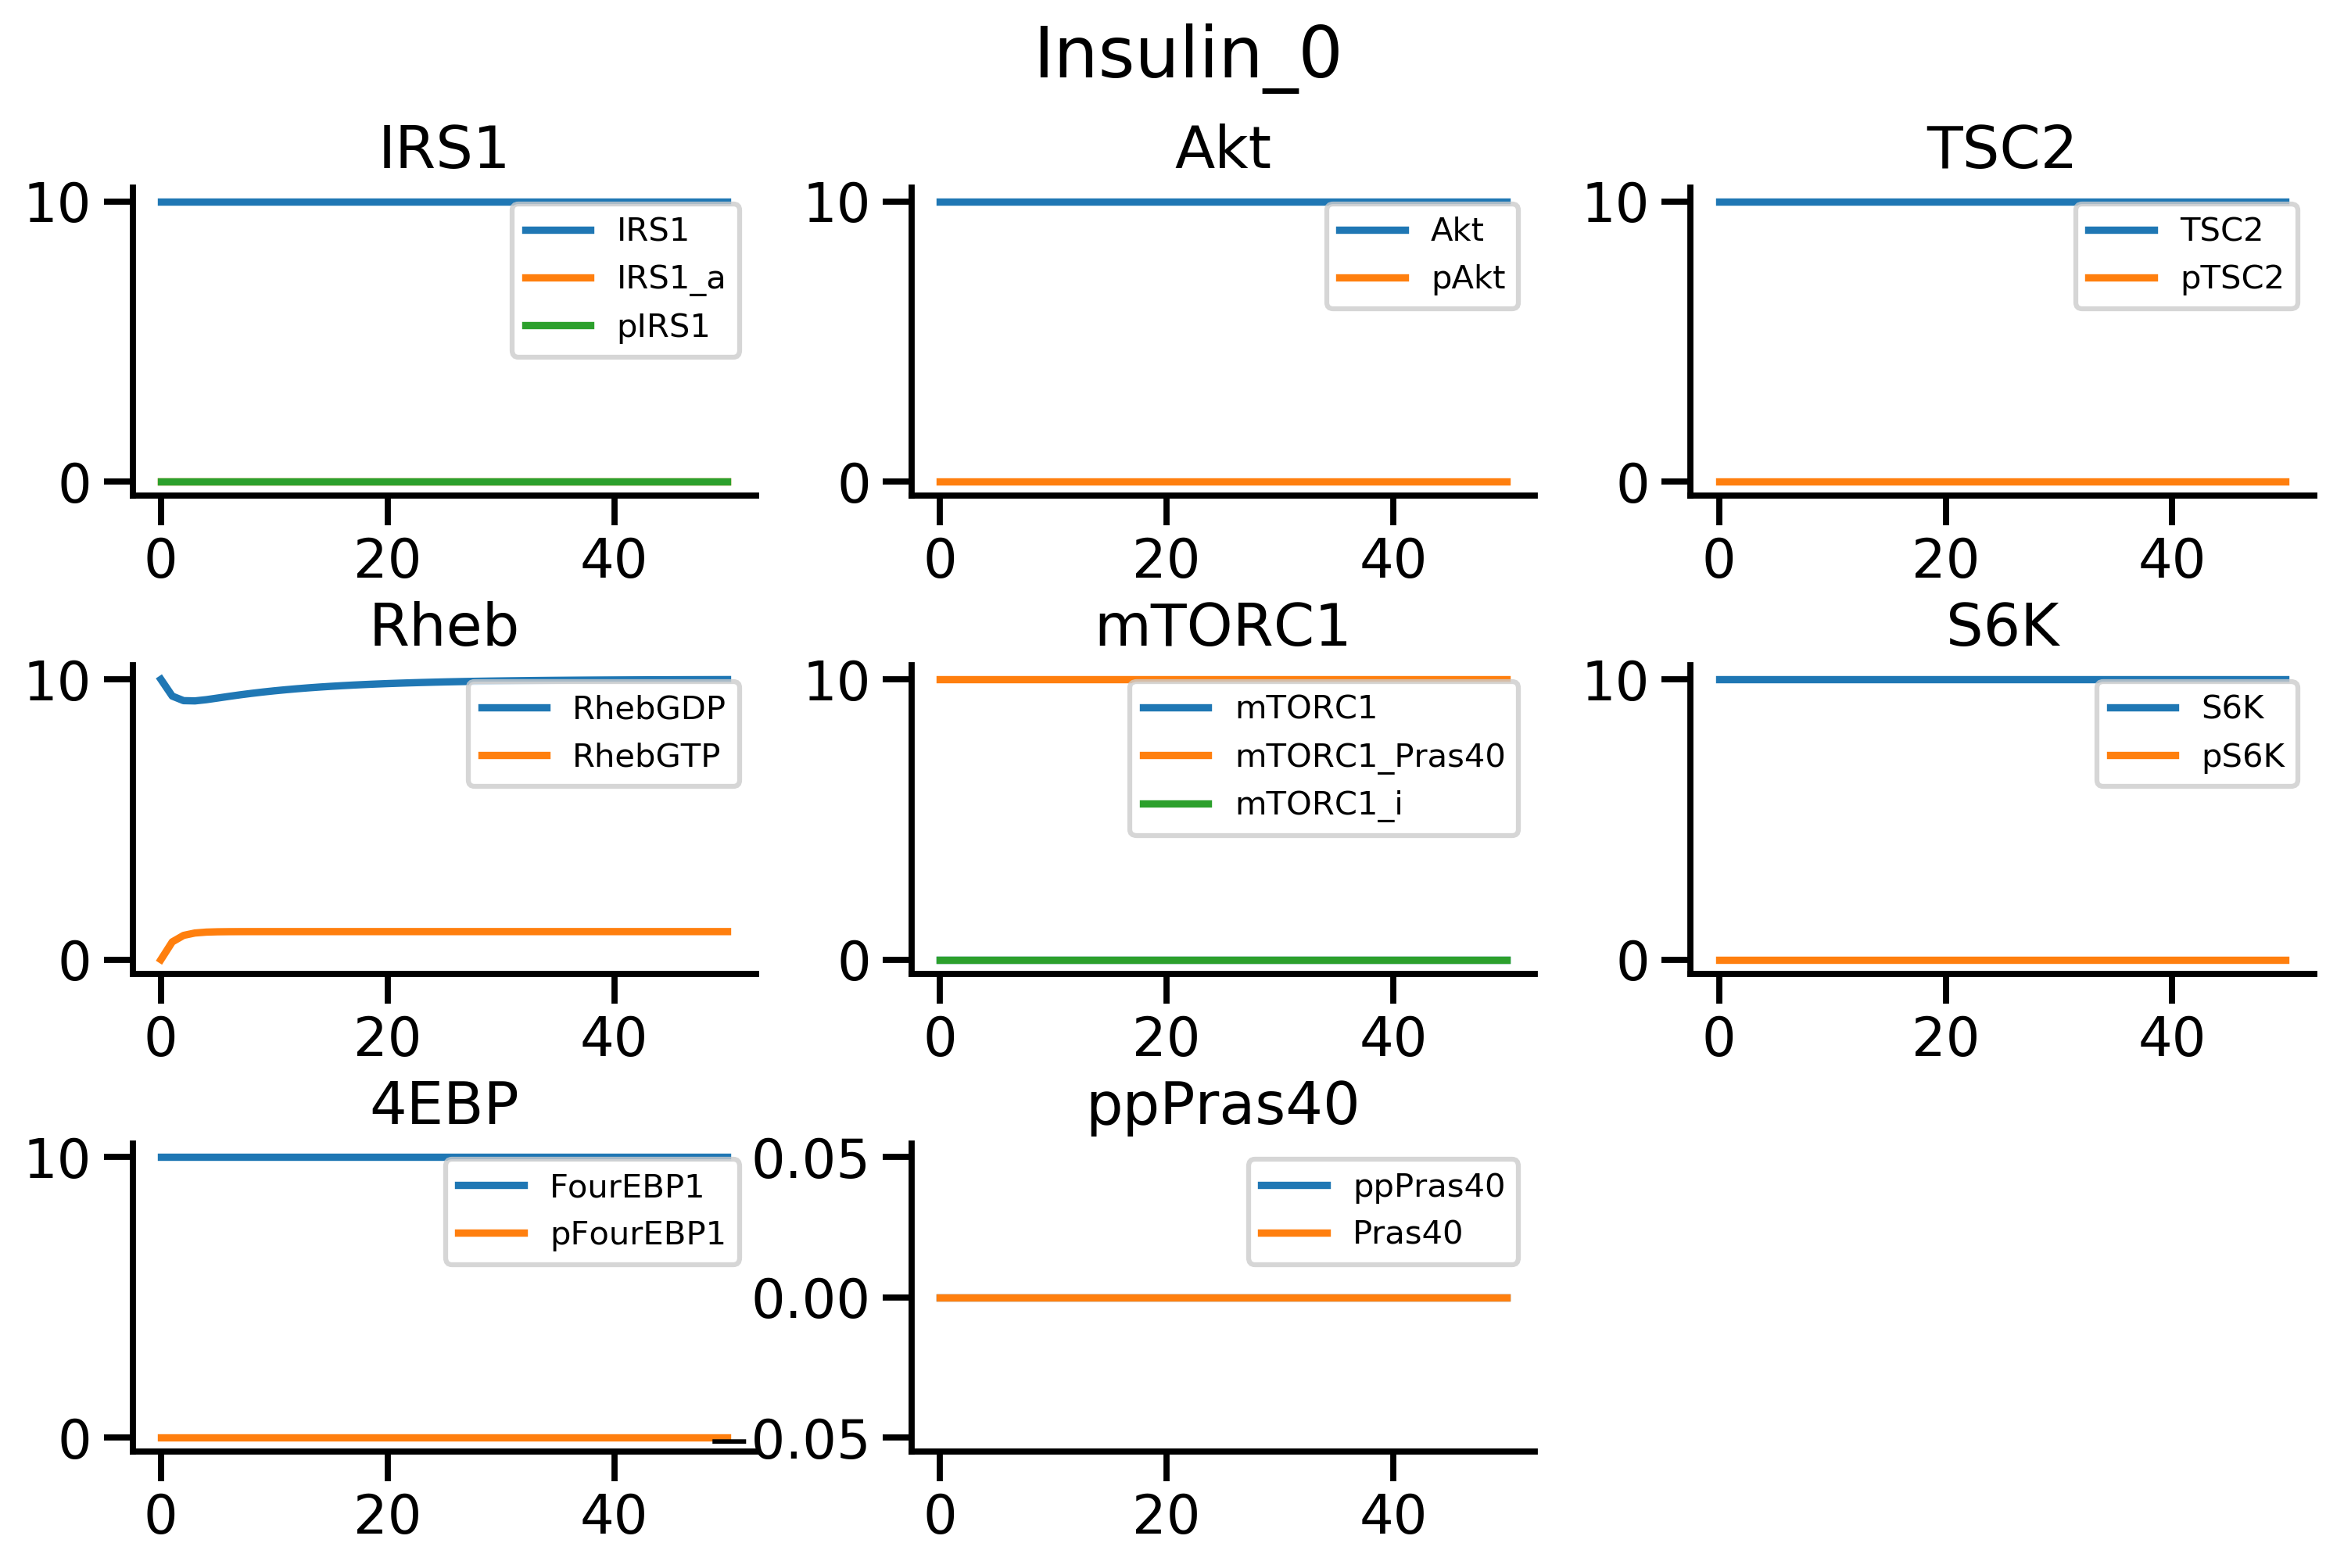 Insulin_0
IRS1
10
0
0 20 40
IRS1
IRS1_a
pIRS1
Akt
10
0
0 20 40
Akt
pAkt
TSC2
10
0
0 20 40
TSC2
pTSC2
Rheb
10
0
0 20 40
RhebGDP
RhebGTP
mTORC1
10
0
0 20 40
mTORC1
mTORC1_Pras40
mTORC1_i
S6K
10
0
0 20 40
S6K
pS6K
4EBP
10
0
0 20 40
FourEBP1
pFourEBP1
ppPras40
0.05
0.00
−0.05
0 20 40
ppPras40
Pras40